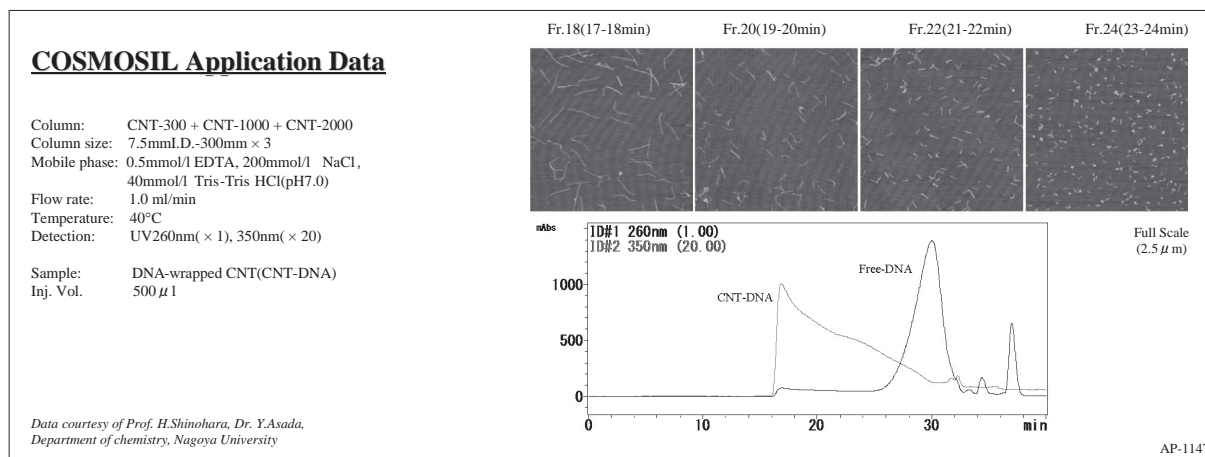 COSMOSIL Application Data
Column: CNT-300 + CNT-1000 + CNT-2000
Column size: 7.5mmI.D.-300mm × 3
Mobile phase: 0.5mmol/l EDTA, 200mmol/l NaCl,
40mmol/l Tris-Tris HCl(pH7.0)
Flow rate: 1.0 ml/min
Temperature: 40°C
Detection: UV260nm( × 1), 350nm( × 20)
Sample: DNA-wrapped CNT(CNT-DNA)
Inj. Vol. 500 μ l
Data courtesy of Prof. H.Shinohara, Dr. Y.Asada,
Department of chemistry, Nagoya University
Fr.18(17-18min) Fr.20(19-20min) Fr.22(21-22min) Fr.24(23-24min)
Full Scale
(2.5 μ m)
mAbs
ID#1 260nm (1.00)
ID#2 350nm (20.00)
Free-DNA
CNT-DNA
1000
500
0
0 10 20 30 min
AP-1147